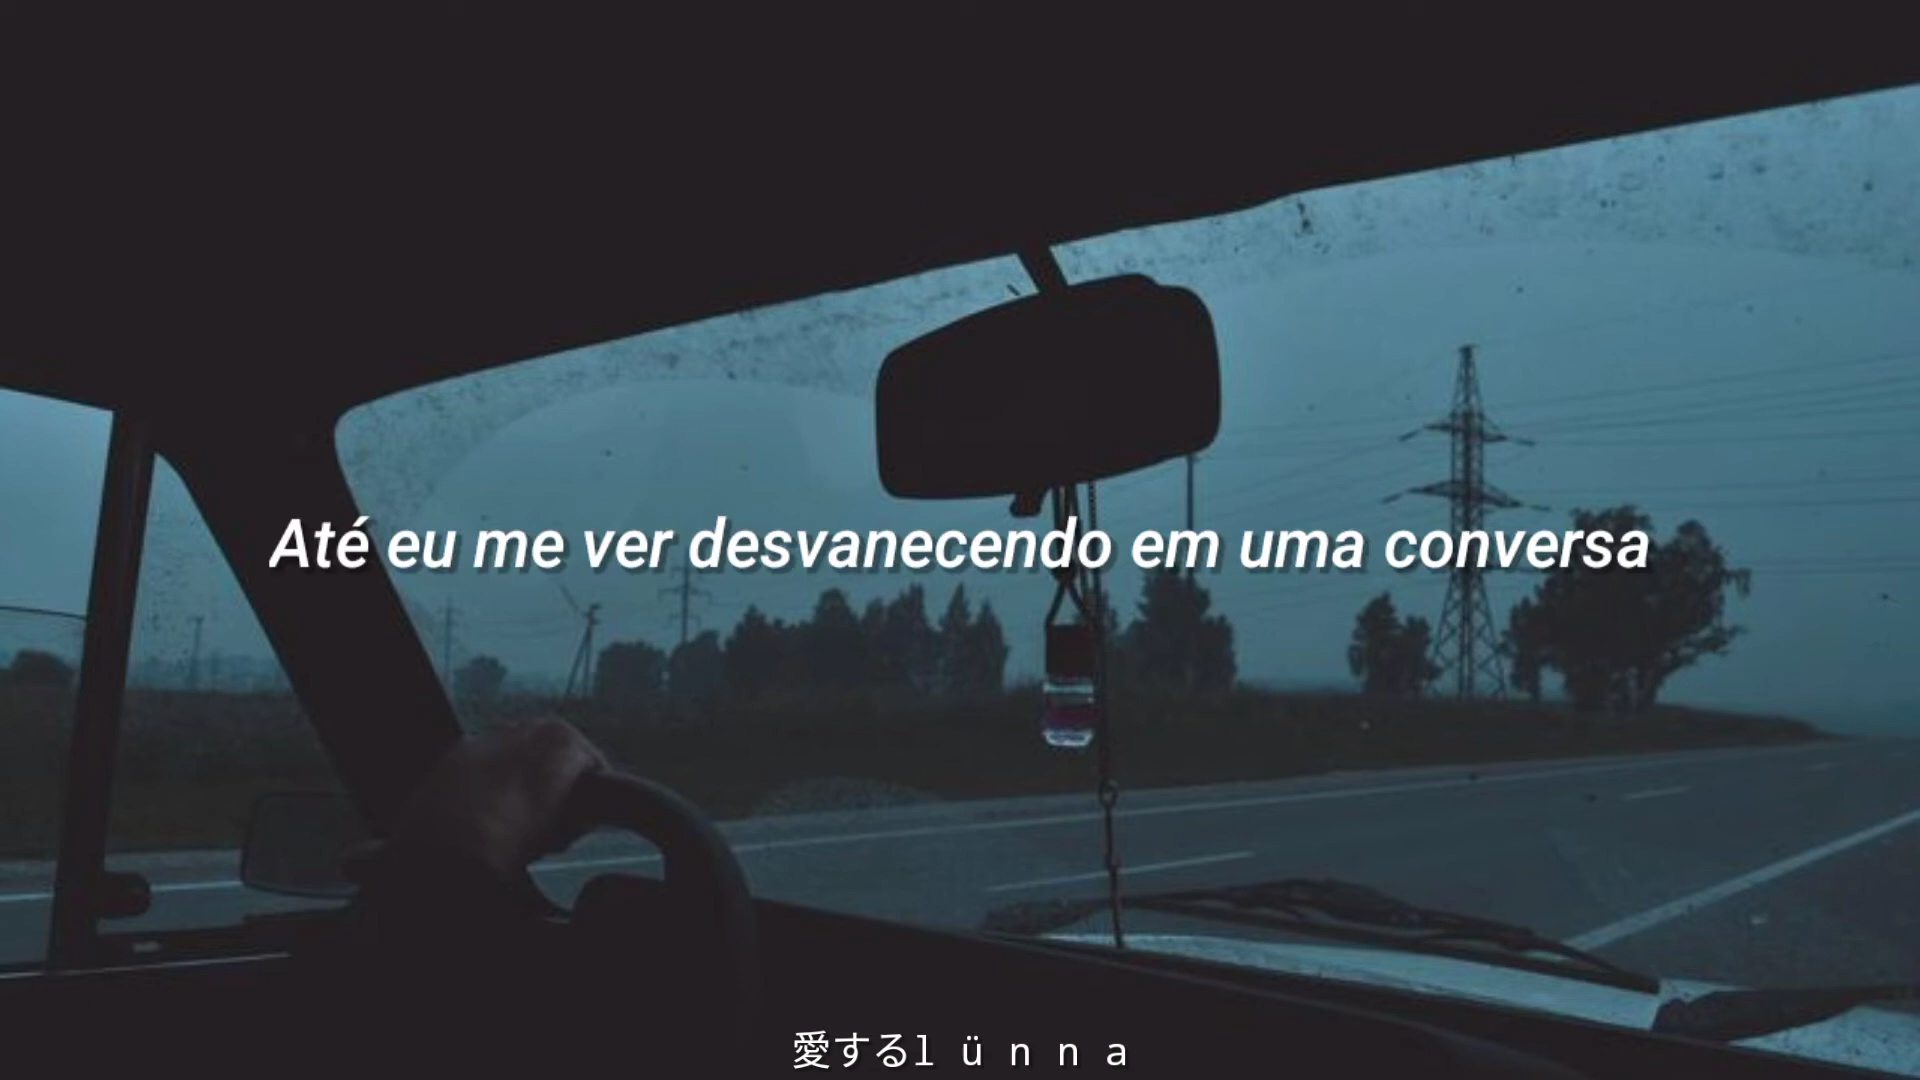 Até eu me ver desvanecendo em uma conversa
愛するl ü n n a